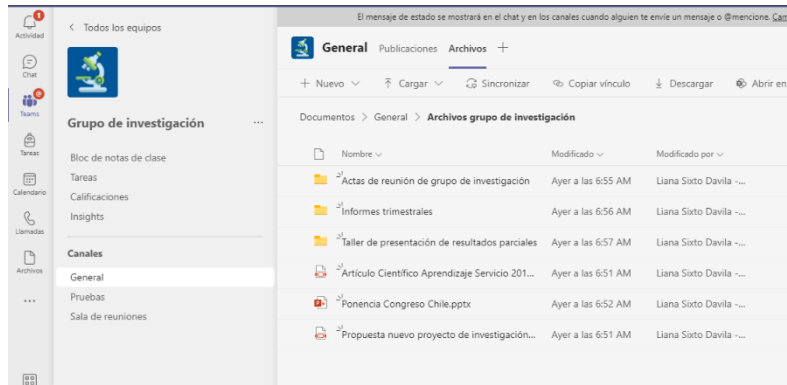 El mensaje de estado se mostrará en el chat y en los canales cuando alguien te envíe un mensaje o @mencione. Cam
Actividad
Chat
Teams
Tareas
Calendario
Llamadas
Archivos
Todos los equipos
Grupo de investigación
Bloc de notas de clase
Tareas
Calificaciones
Insights
Canales
General
Pruebas
Sala de reuniones
General Publicaciones Archivos
Nuevo Cargar Sincronizar Copiar vínculo Descargar Abrir en
Documentos > General > Archivos grupo de investigación
Nombre Modificado Modificado por
Actas de reunión de grupo de investigación Ayer a las 6:55 AM Liana Sixto Davila -...
Informes trimestrales Ayer a las 6:56 AM Liana Sixto Davila -...
Taller de presentación de resultados parciales Ayer a las 6:57 AM Liana Sixto Davila -...
Artículo Científico Aprendizaje Servicio 201... Ayer a las 6:51 AM Liana Sixto Davila -...
Ponencia Congreso Chile.pptx Ayer a las 6:52 AM Liana Sixto Davila -...
Propuesta nuevo proyecto de investigación... Ayer a las 6:51 AM Liana Sixto Davila -...